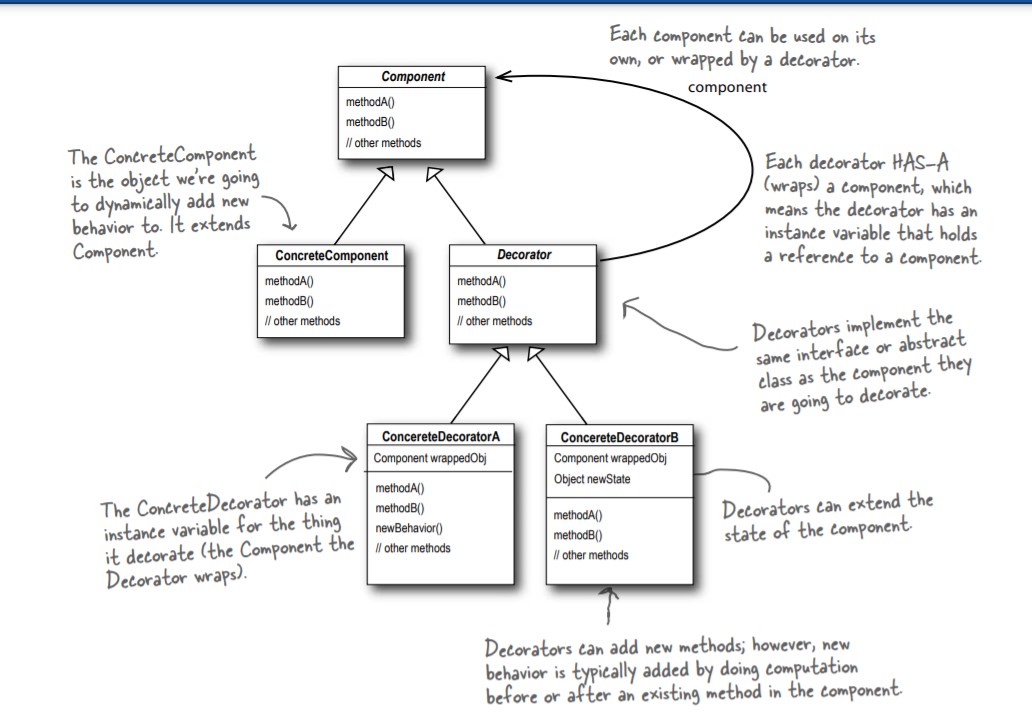 Each component can be used on its
own, or wrapped by a decorator.
component
Component
methodA()
methodB()
// other methods
The ConcreteComponent
is the object we're going
to dynamically add new
behavior to. It extends
Component.
Each decorator HAS-A
(wraps) a component, which
means the decorator has an
instance variable that holds
a reference to a component.
ConcreteComponent
methodA()
methodB()
// other methods
Decorator
methodA()
methodB()
// other methods
Decorators implement the
same interface or abstract
class as the component they
are going to decorate.
ConcereteDecoratorA
Component wrappedObj
methodA()
methodB()
newBehavior()
// other methods
ConcereteDecoratorB
Component wrappedObj
Object newState
methodA()
methodB()
// other methods
The ConcreteDecorator has an
instance variable for the thing
it decorate (the Component the
Decorator wraps).
Decorators can extend the
state of the component.
Decorators can add new methods; however, new
behavior is typically added by doing computation
before or after an existing method in the component.